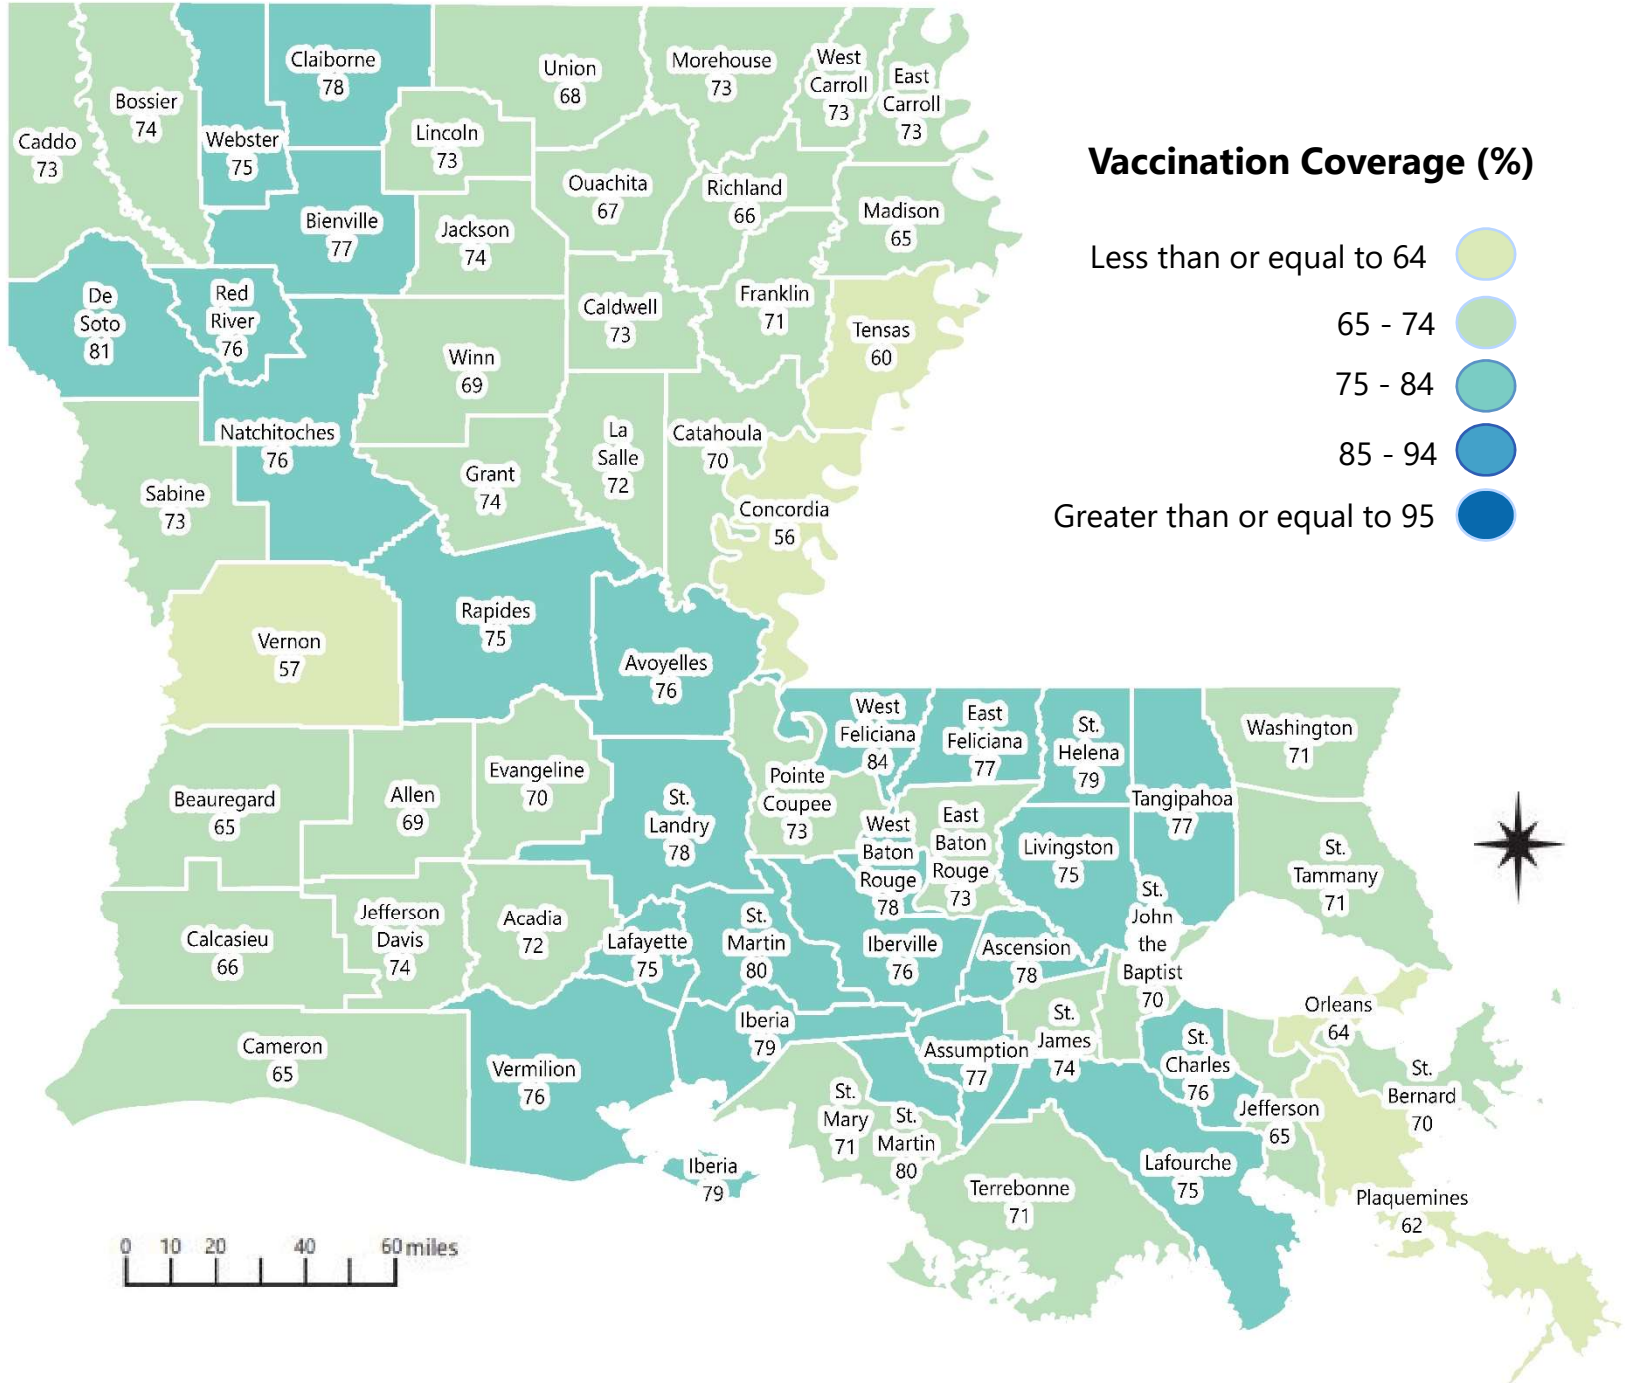 Caddo
73
Bossier
74
Webster
75
Claiborne
78
Lincoln
73
Union
68
Morehouse
73
West
Carroll
73
East
Carroll
73
Bienville
77
Jackson
74
Ouachita
67
Richland
66
Madison
65
De
Soto
81
Red
River
76
Caldwell
73
Franklin
71
Tensas
60
Winn
69
Natchitoches
76
Sabine
73
Grant
74
La
Salle
72
Catahoula
70
Concordia
56
Vernon
57
Rapides
75
Avoyelles
76
Beauregard
65
Allen
69
Evangeline
70
St.
Landry
78
Pointe
Coupee
73
West
Feliciana
84
East
Feliciana
77
St.
Helena
79
Tangipahoa
77
Washington
71
West
Baton
Rouge
78
East
Baton
Rouge
73
Livingston
75
St.
Tammany
71
Calcasieu
66
Jefferson
Davis
74
Acadia
72
Lafayette
75
St.
Martin
80
Iberville
76
Ascension
78
St.
John
the
Baptist
70
Orleans
64
Cameron
65
Vermilion
76
Iberia
79
Assumption
77
St.
James
74
St.
Charles
76
Jefferson
65
St.
Bernard
70
Iberia
79
St.
Mary
71
St.
Martin
80
Terrebonne
71
Lafourche
75
Plaquemines
62
Vaccination Coverage (%)
Less than or equal to 64
65 - 74
75 - 84
85 - 94
Greater than or equal to 95
0 10 20 40 60 miles